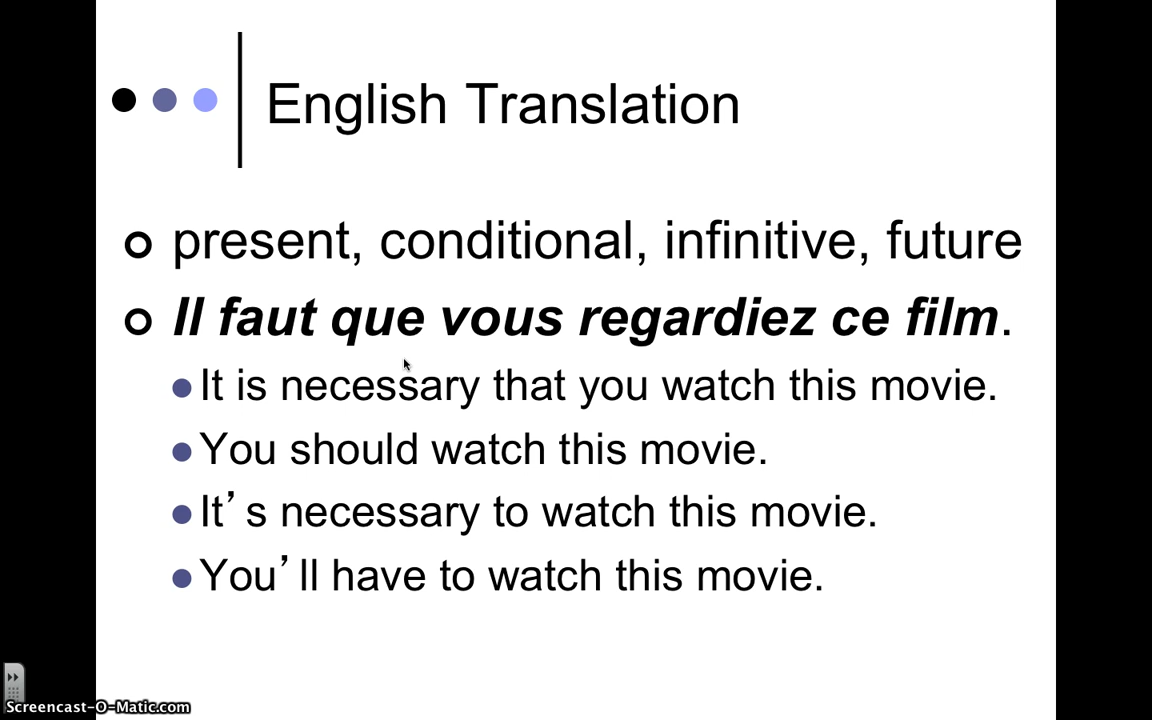 English Translation
present, conditional, infinitive, future
Il faut que vous regardiez ce film.
It is necessary that you watch this movie.
You should watch this movie.
It’s necessary to watch this movie.
You’ll have to watch this movie.
Screencast-O-Matic.com